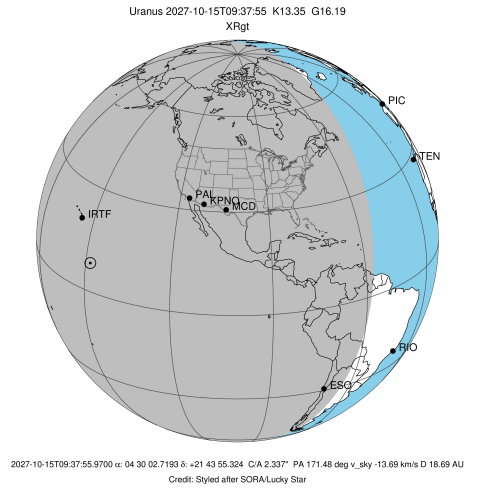 Uranus 2027-10-15T09:37:55  K13.35  G16.19
XRgt
PIC
TEN
PAL
KPNO
MCD
IRTF
RIO
ESO
2027-10-15T09:37:55.9700 α: 04 30 02.7193 δ: +21 43 55.324  C/A 2.337"  PA 171.48 deg v_sky -13.69 km/s D 18.69 AU
Credit: Styled after SORA/Lucky Star